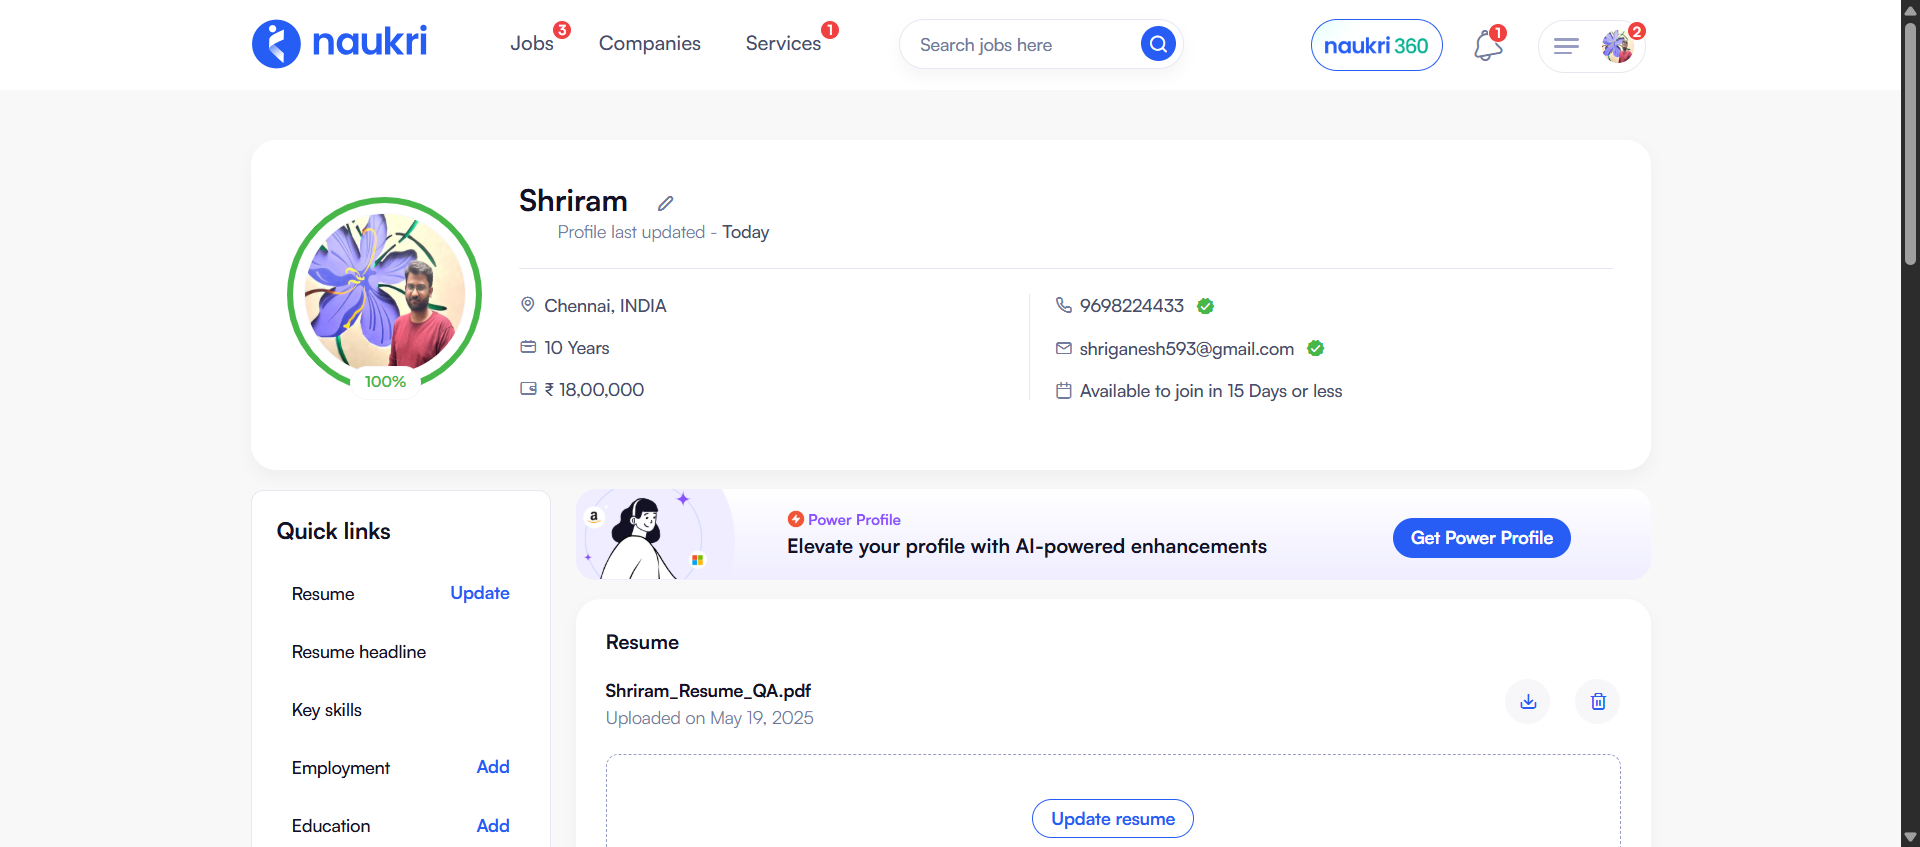 naukri
Jobs 3
Companies
Services 1
Search jobs here
naukri 360
1
2
Shriram
Profile last updated - Today
100%
Chennai, INDIA
10 Years
₹ 18,00,000
9698224433
shriganesh593@gmail.com
Available to join in 15 Days or less
Quick links
Resume Update
Resume headline
Key skills
Employment Add
Education Add
a
Power Profile
Elevate your profile with AI-powered enhancements
Get Power Profile
Resume
Shriram_Resume_QA.pdf
Uploaded on May 19, 2025
Update resume